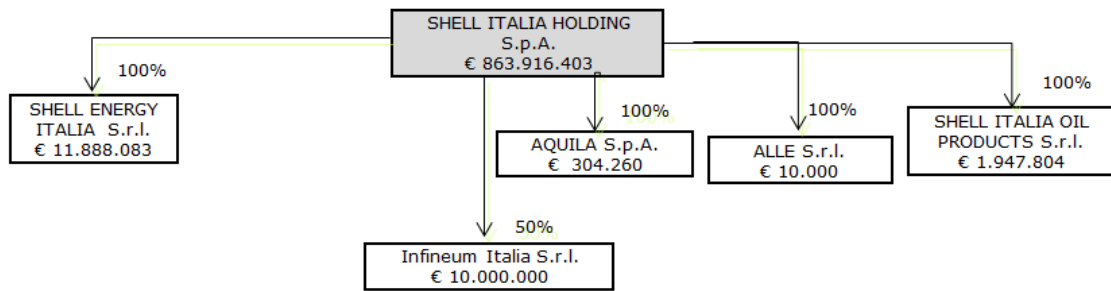 SHELL ITALIA HOLDING
S.p.A.
€ 863.916.403
100%
SHELL ENERGY
ITALIA S.r.l.
€ 11.888.083
100%
AQUILA S.p.A.
€ 304.260
100%
ALLE S.r.l.
€ 10.000
100%
SHELL ITALIA OIL
PRODUCTS S.r.l.
€ 1.947.804
50%
Infineum Italia S.r.l.
€ 10.000.000